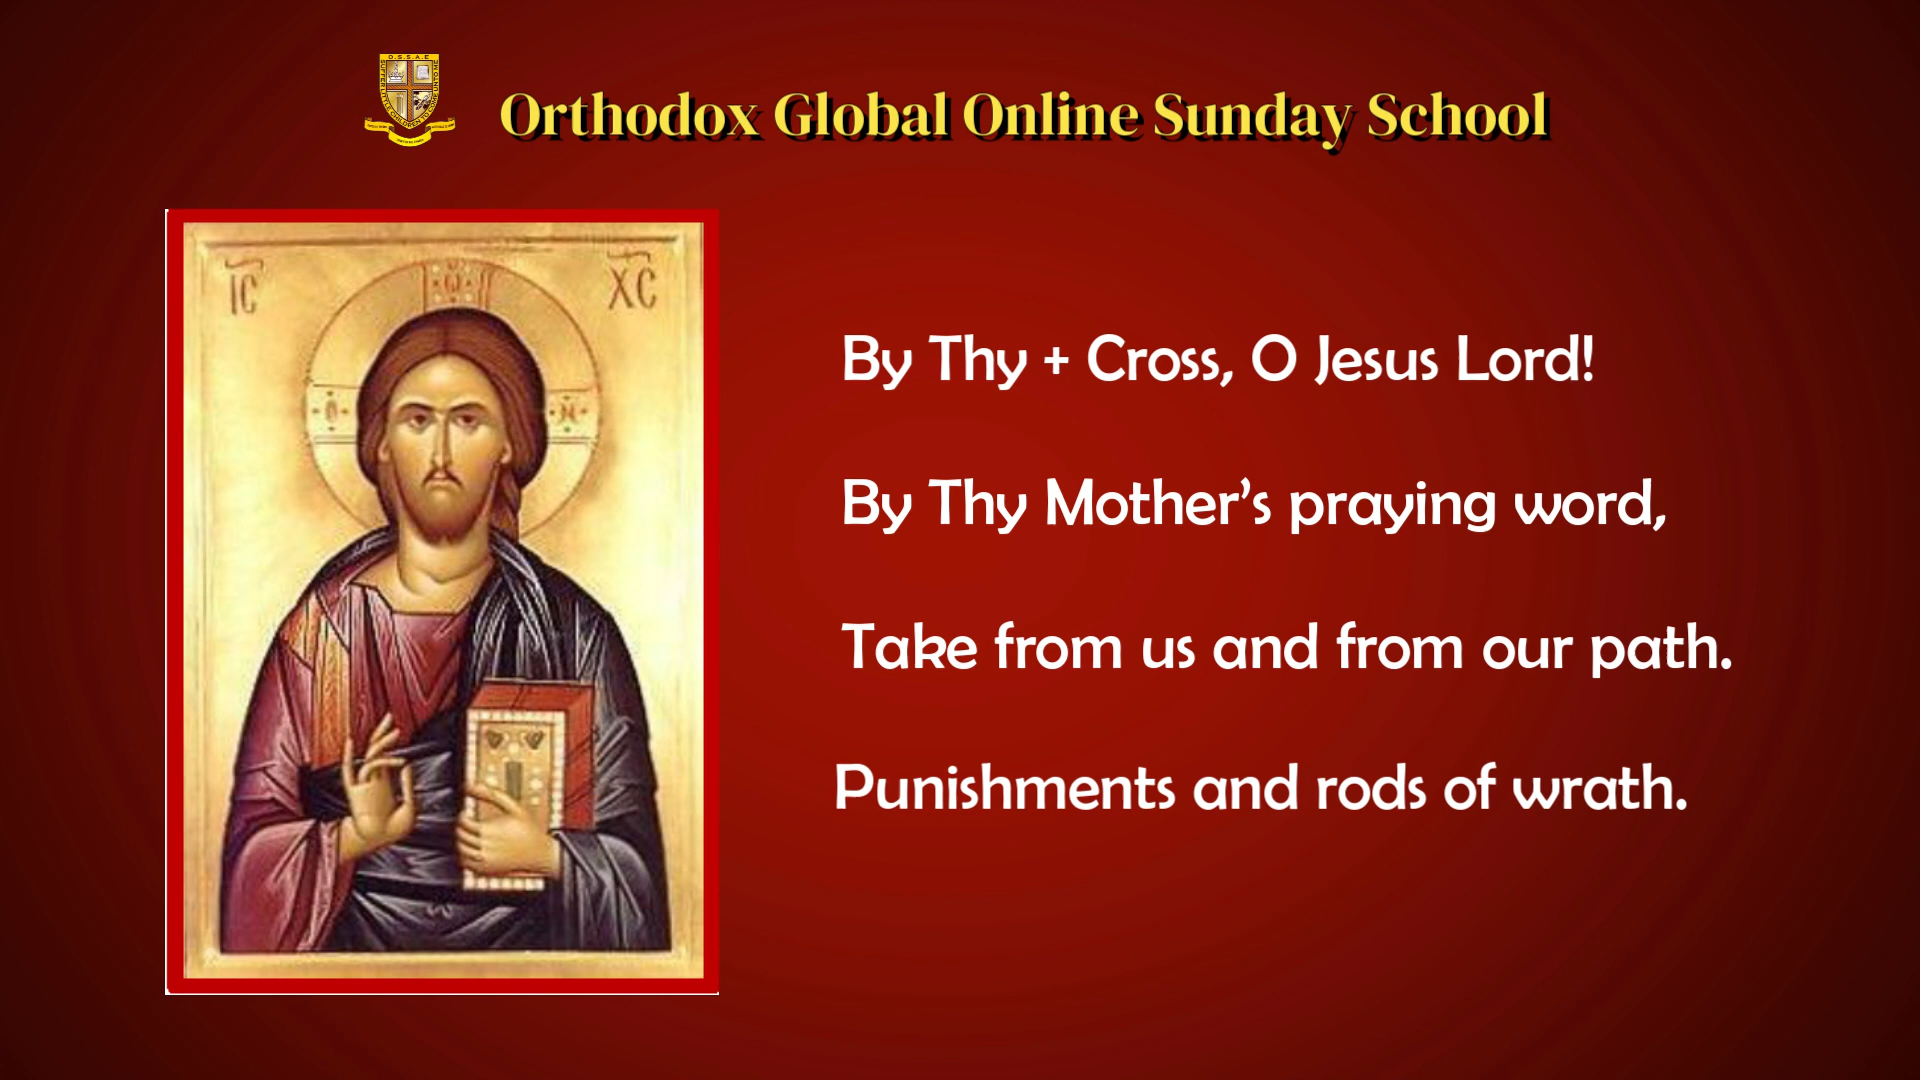 O.S.S.A.E
Orthodox Global Online Sunday School
IC XC
By Thy + Cross, O Jesus Lord!
By Thy Mother’s praying word,
Take from us and from our path.
Punishments and rods of wrath.